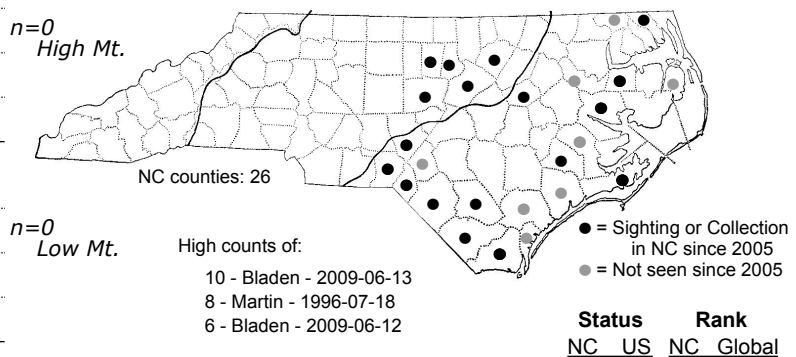 n=0
High Mt.
NC counties: 26
n=0
Low Mt.
High counts of:
10 - Bladen - 2009-06-13
8 - Martin - 1996-07-18
6 - Bladen - 2009-06-12
= Sighting or Collection
in NC since 2005
= Not seen since 2005
Status Rank
NC US NC Global